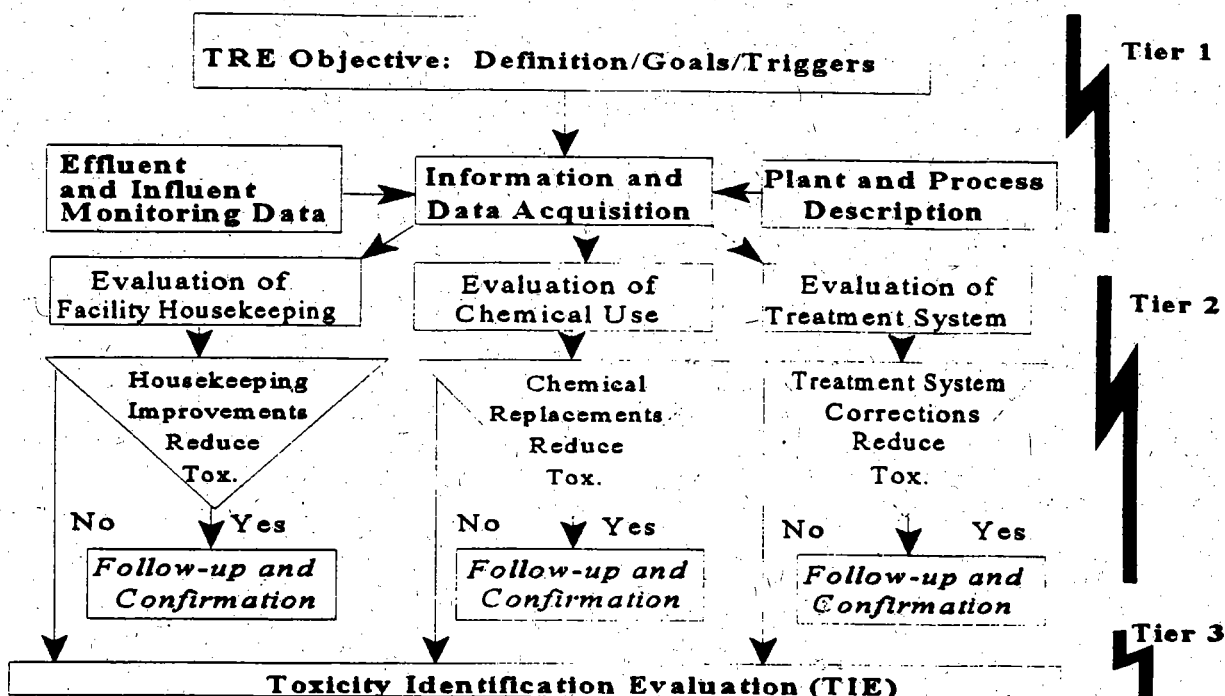 TRE Objective: Definition/Goals/Triggers
Tier 1
Effluent
and Influent
Monitoring Data
Information and
Data Acquisition
Plant and Process
Description
Evaluation of
Facility Housekeeping
Evaluation of
Chemical Use
Evaluation of
Treatment System
Tier 2
Housekeeping
Improvements
Reduce
Tox.
Chemical
Replacements
Reduce
Tox.
Treatment System
Corrections
Reduce
Tox.
No Yes
No Yes
No Yes
Follow-up and
Confirmation
Follow-up and
Confirmation
Follow-up and
Confirmation
Tier 3
Toxicity Identification Evaluation (TIE)